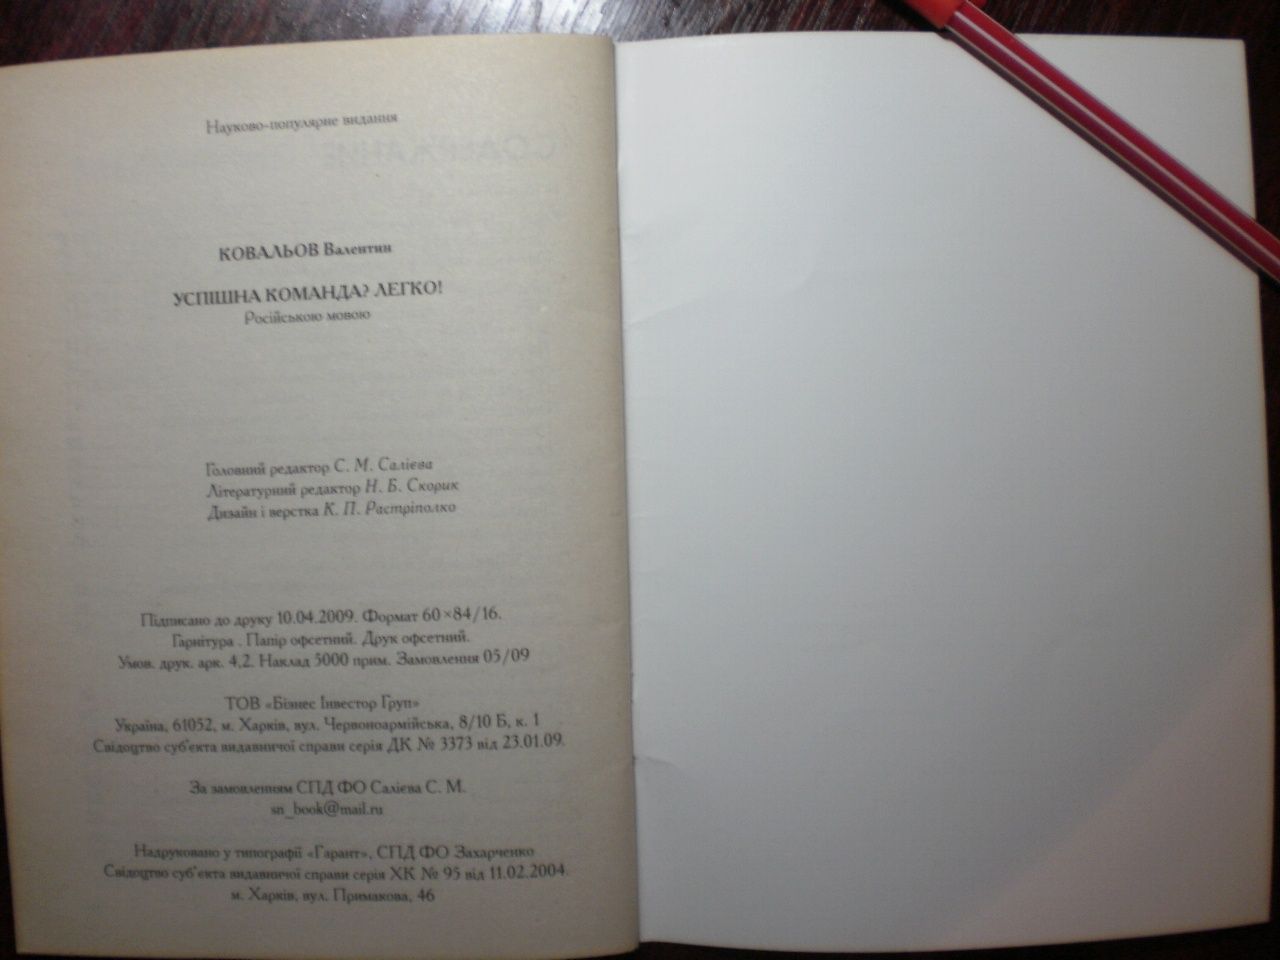 Науково-популярне видання
КОВАЛЬОВ Валентин
УСПІШНА КОМАНДА? ЛЕГКО!
Російською мовою
Головний редактор С. М. Салієва
Літературний редактор Н. Б. Скорик
Дизайн і верстка К. П. Растріполко
Підписано до друку 10.04.2009. Формат 60×84/16.
Гарнітура . Папір офсетний. Друк офсетний.
Умов. друк. арк. 4,2. Наклад 5000 прим. Замовлення 05/09
ТОВ «Бізнес Інвестор Груп»
Україна, 61052, м. Харків, вул. Червоноармійська, 8/10 Б, к. 1
Свідоцтво суб'єкта видавничої справи серія ДК № 3373 від 23.01.09.
За замовленням СПД ФО Салієва С. М.
sn_book@mail.ru
Надруковано у типографії «Гарант», СПД ФО Захарченко
Свідоцтво суб'єкта видавничої справи серія ХК № 95 від 11.02.2004.
м. Харків, вул. Примакова, 46